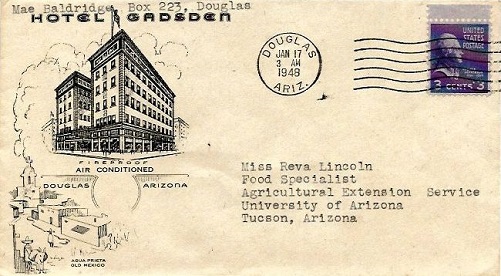 Mae Baldridge, Box 223, Douglas
HOTEL GADSDEN
FIREPROOF
AIR CONDITIONED
DOUGLAS ARIZONA
AGUA PRIETA
OLD MEXICO
DOUGLAS
JAN 17
3 AM
1948
ARIZ.
UNITED
STATES
POSTAGE
3 CENTS 3
Miss Reva Lincoln
Food Specialist
Agricultural Extension Service
University of Arizona
Tucson, Arizona